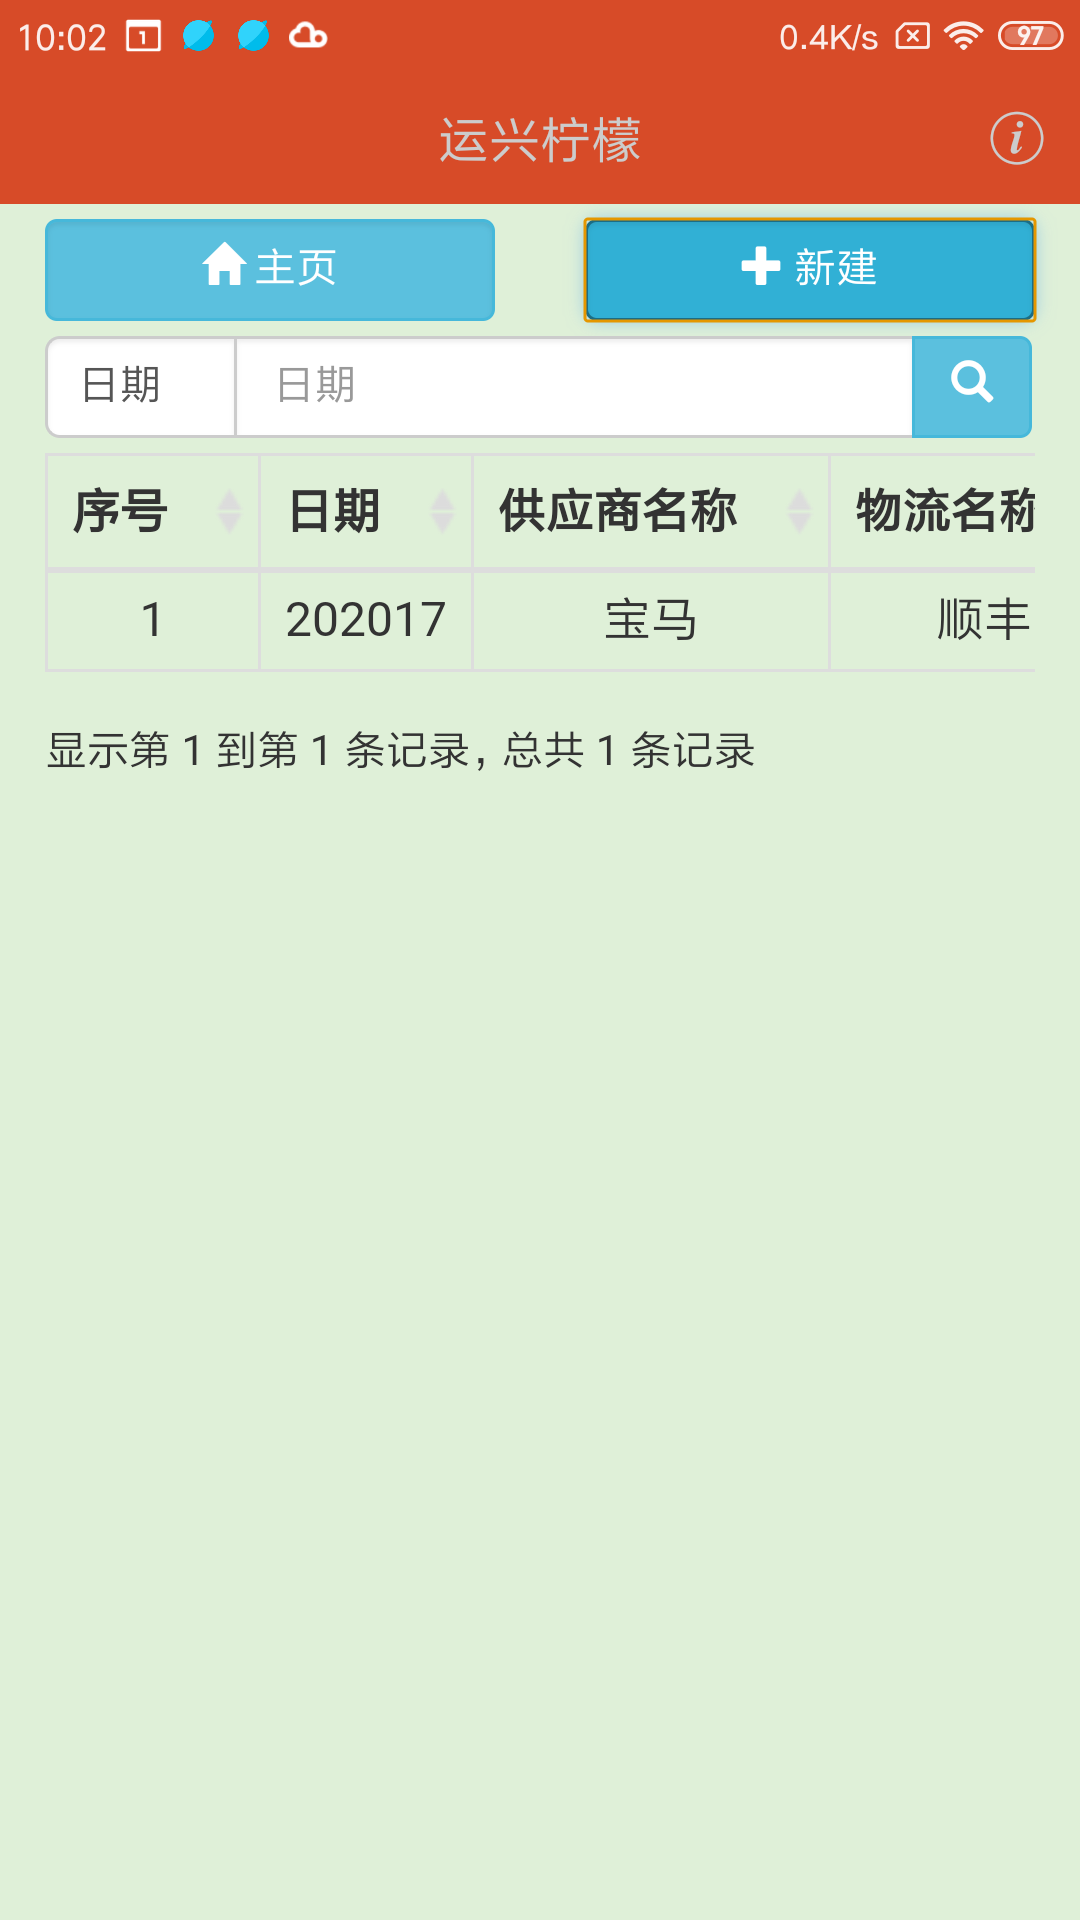 10:02 1 0.4K/s 97
运兴柠檬 i
主页 新建
日期 日期
序号 日期 供应商名称 物流名称
1 202017 宝马 顺丰
显示第 1 到第 1 条记录，总共 1 条记录